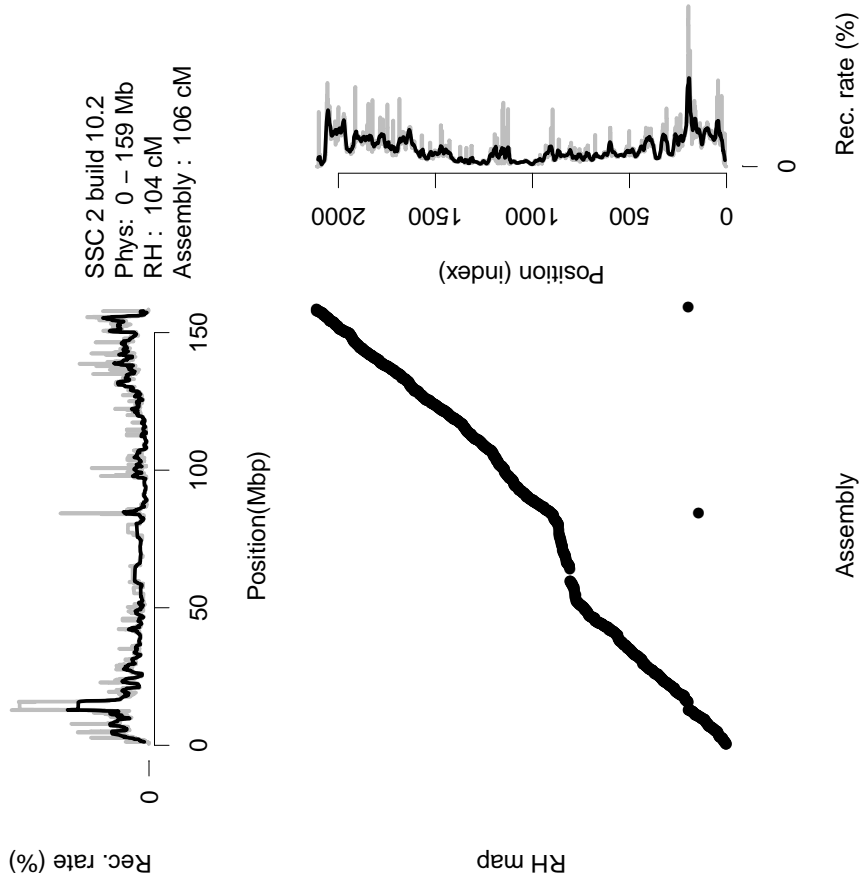 SSC 2 build 10.2
Phys: 0 – 159 Mb
RH : 104 cM
Assembly : 106 cM
Rec. rate (%)
0
0 50 100 150
Position(Mbp)
RH map
Assembly
0 500 1000 1500 2000
Position (index)
0
Rec. rate (%)